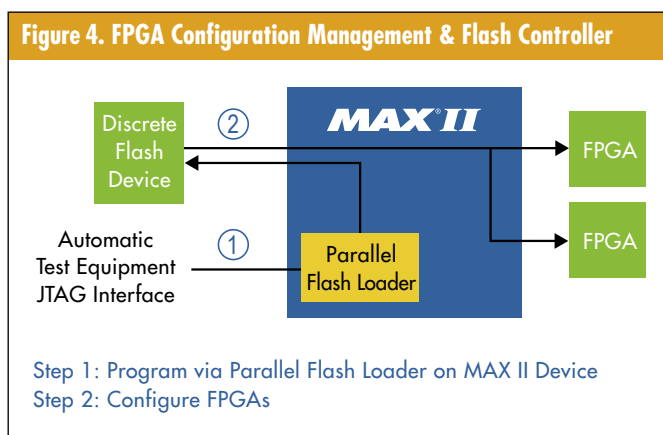 Figure 4. FPGA Configuration Management & Flash Controller
Discrete
Flash
Device
2
MAX® II
FPGA
FPGA
Automatic
Test Equipment
JTAG Interface
1
Parallel
Flash Loader
Step 1: Program via Parallel Flash Loader on MAX II Device
Step 2: Configure FPGAs